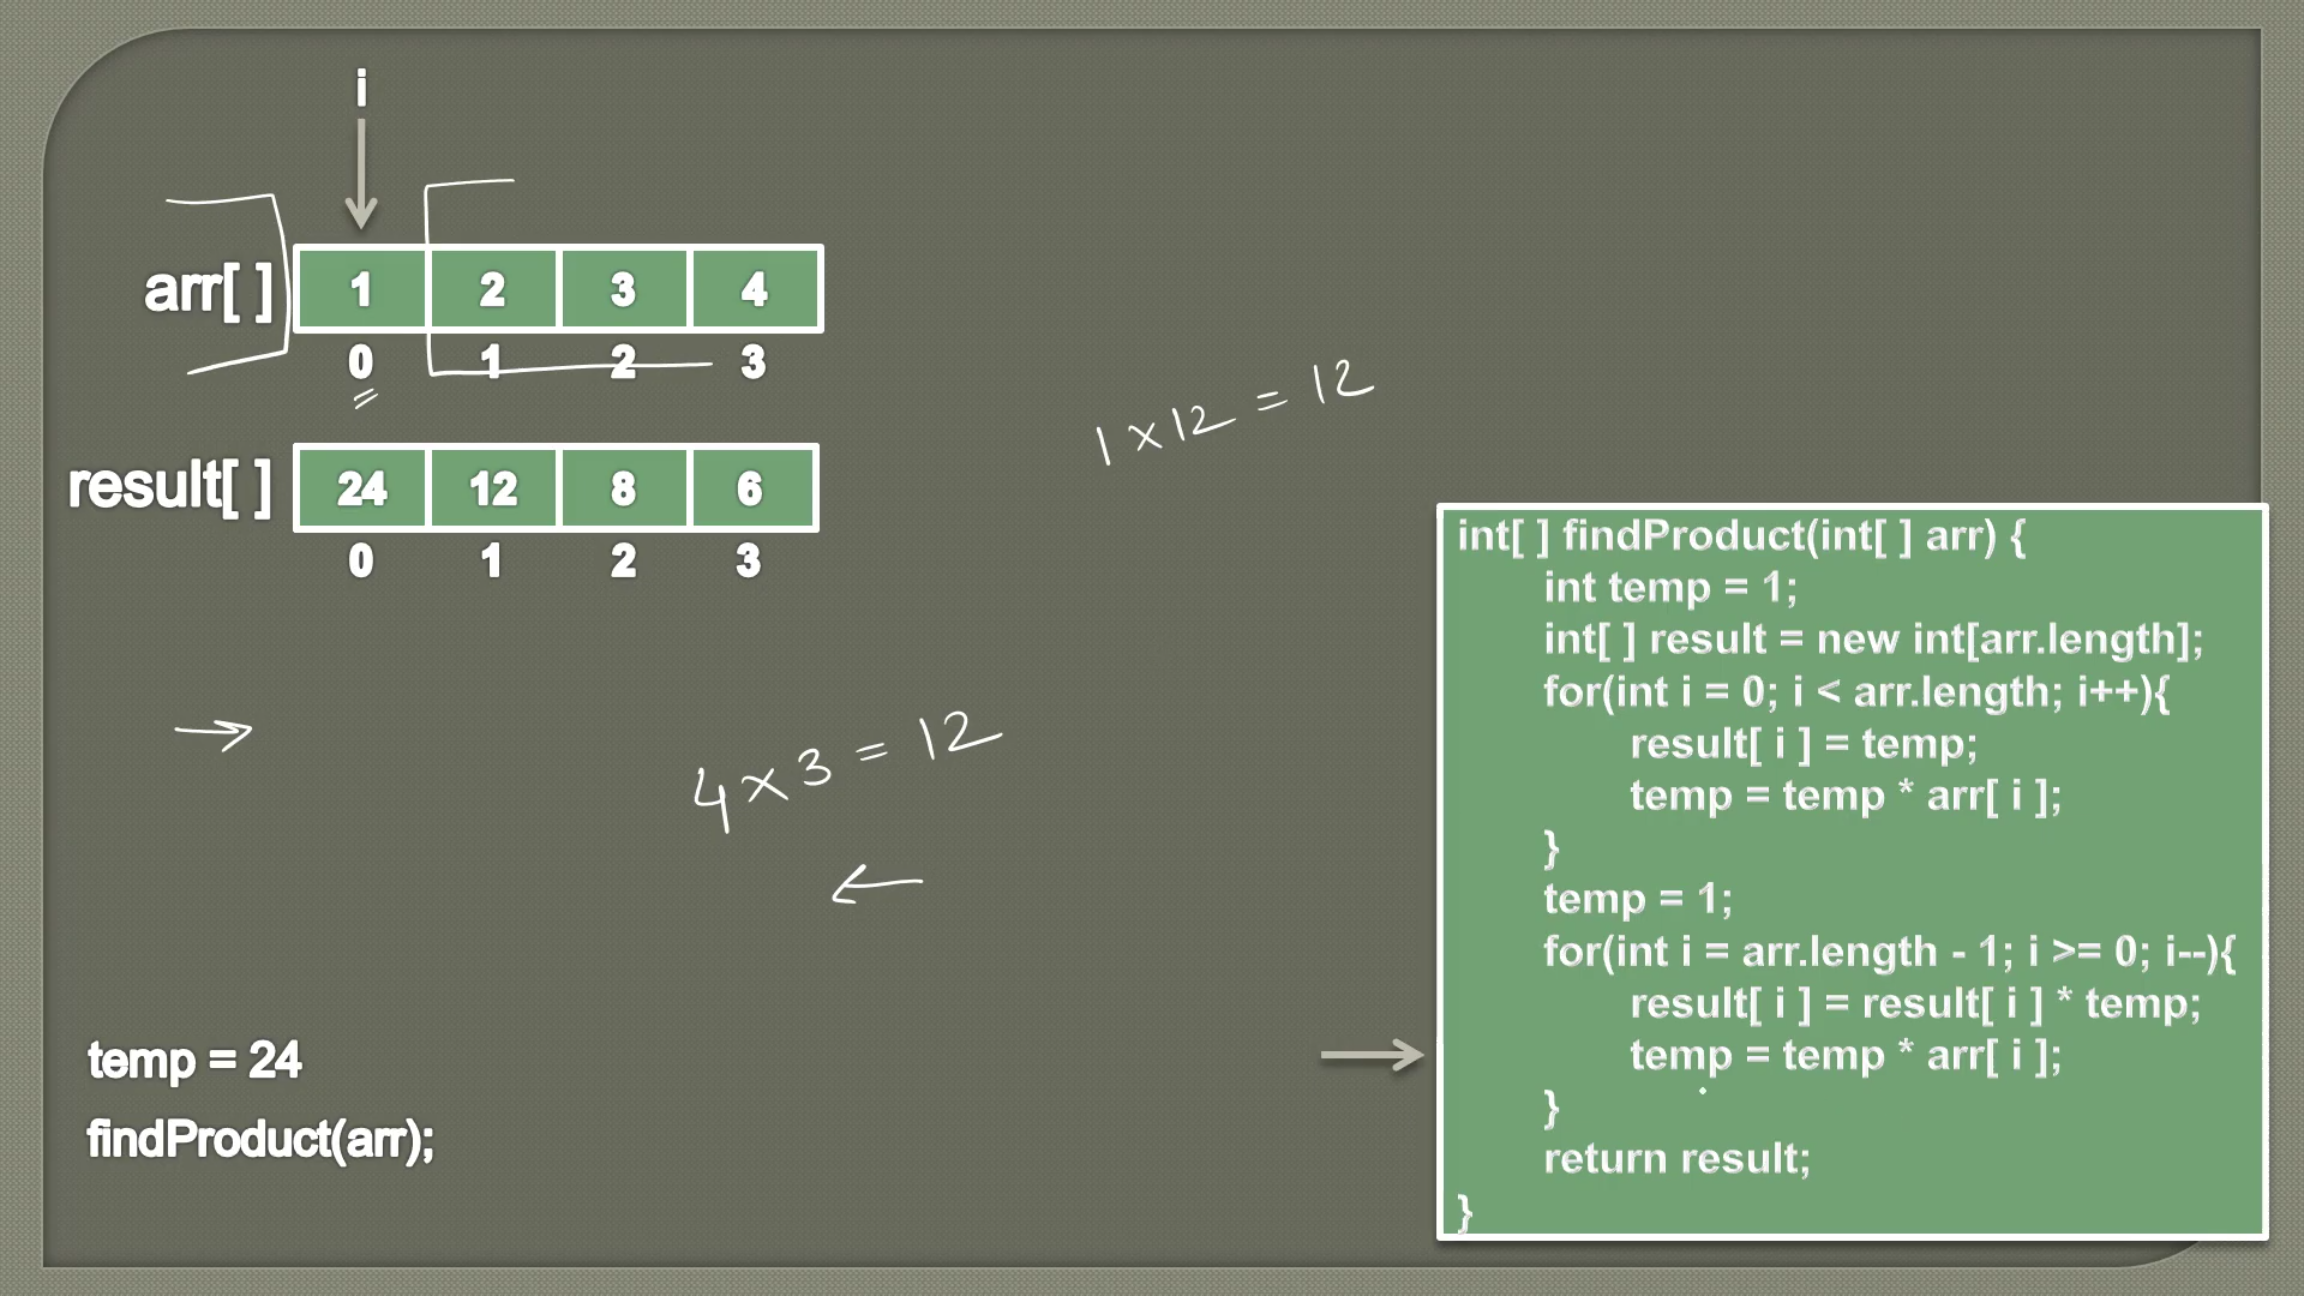 i
arr[ ] 1 2 3 4
0 1 2 3
result[ ] 24 12 8 6
0 1 2 3
1 x 12 = 12
4 x 3 = 12
temp = 24
findProduct(arr);
int[ ] findProduct(int[ ] arr) {
int temp = 1;
int[ ] result = new int[arr.length];
for(int i = 0; i < arr.length; i++){
result[ i ] = temp;
temp = temp * arr[ i ];
}
temp = 1;
for(int i = arr.length - 1; i >= 0; i--){
result[ i ] = result[ i ] * temp;
temp = temp * arr[ i ];
}
return result;
}